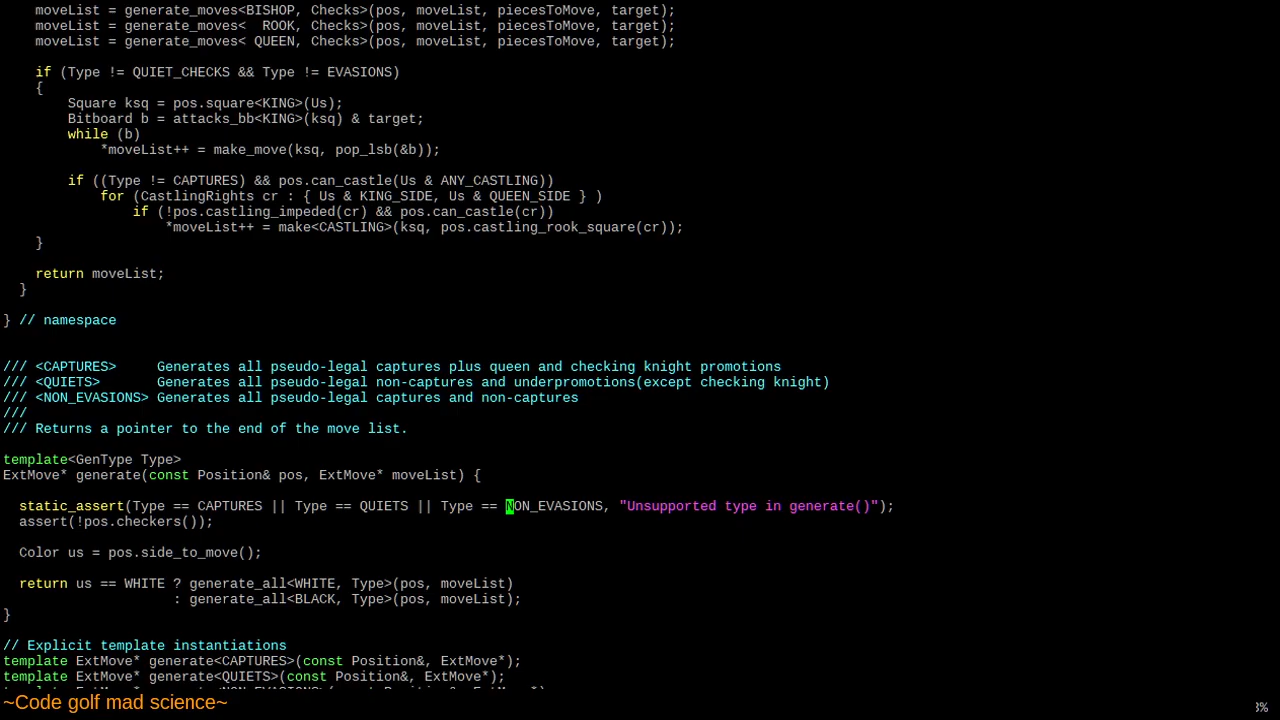 moveList = generate_moves<BISHOP, Checks>(pos, moveList, piecesToMove, target);
moveList = generate_moves<  ROOK, Checks>(pos, moveList, piecesToMove, target);
moveList = generate_moves< QUEEN, Checks>(pos, moveList, piecesToMove, target);
if (Type != QUIET_CHECKS && Type != EVASIONS)
{
Square ksq = pos.square<KING>(Us);
Bitboard b = attacks_bb<KING>(ksq) & target;
while (b)
*moveList++ = make_move(ksq, pop_lsb(&b));
if ((Type != CAPTURES) && pos.can_castle(Us & ANY_CASTLING))
for (CastlingRights cr : { Us & KING_SIDE, Us & QUEEN_SIDE } )
if (!pos.castling_impeded(cr) && pos.can_castle(cr))
*moveList++ = make<CASTLING>(ksq, pos.castling_rook_square(cr));
}
return moveList;
}
} // namespace
/// <CAPTURES>     Generates all pseudo-legal captures plus queen and checking knight promotions
/// <QUIETS>       Generates all pseudo-legal non-captures and underpromotions(except checking knight)
/// <NON_EVASIONS> Generates all pseudo-legal captures and non-captures
///
/// Returns a pointer to the end of the move list.
template<GenType Type>
ExtMove* generate(const Position& pos, ExtMove* moveList) {
static_assert(Type == CAPTURES || Type == QUIETS || Type == NON_EVASIONS, "Unsupported type in generate()");
assert(!pos.checkers());
Color us = pos.side_to_move();
return us == WHITE ? generate_all<WHITE, Type>(pos, moveList)
: generate_all<BLACK, Type>(pos, moveList);
}
// Explicit template instantiations
template ExtMove* generate<CAPTURES>(const Position&, ExtMove*);
template ExtMove* generate<QUIETS>(const Position&, ExtMove*);
~Code golf mad science~